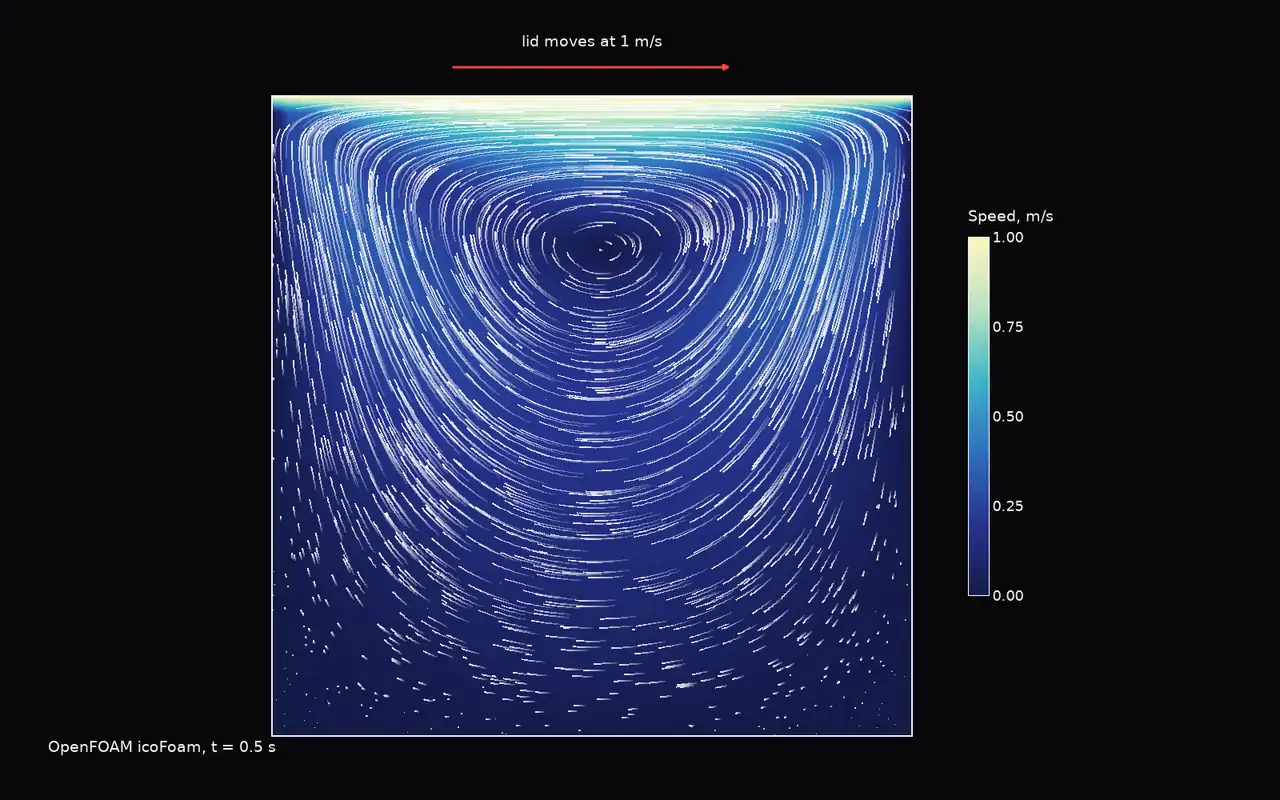 lid moves at 1 m/s
Speed, m/s
1.00
0.75
0.50
0.25
0.00
OpenFOAM icoFoam, t = 0.5 s